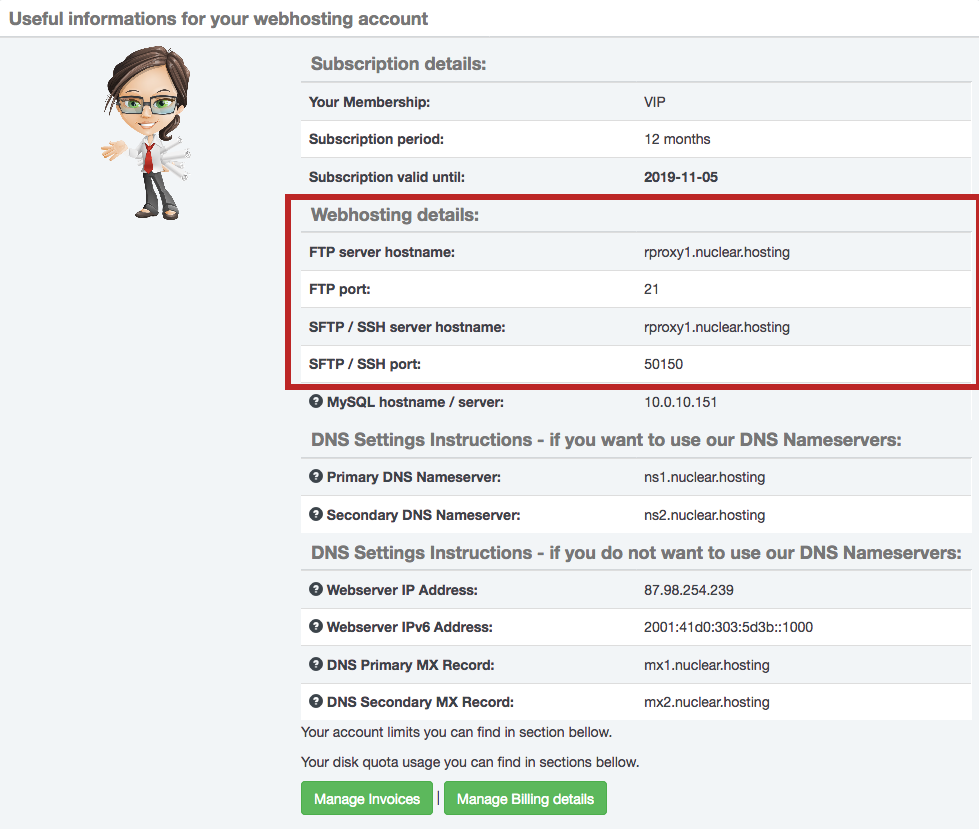 Useful informations for your webhosting account
Subscription details:
Your Membership: VIP
Subscription period: 12 months
Subscription valid until: 2019-11-05
Webhosting details:
FTP server hostname: rproxy1.nuclear.hosting
FTP port: 21
SFTP / SSH server hostname: rproxy1.nuclear.hosting
SFTP / SSH port: 50150
? MySQL hostname / server: 10.0.10.151
DNS Settings Instructions - if you want to use our DNS Nameservers:
? Primary DNS Nameserver: ns1.nuclear.hosting
? Secondary DNS Nameserver: ns2.nuclear.hosting
DNS Settings Instructions - if you do not want to use our DNS Nameservers:
? Webserver IP Address: 87.98.254.239
? Webserver IPv6 Address: 2001:41d0:303:5d3b::1000
? DNS Primary MX Record: mx1.nuclear.hosting
? DNS Secondary MX Record: mx2.nuclear.hosting
Your account limits you can find in section bellow.
Your disk quota usage you can find in sections bellow.
Manage Invoices | Manage Billing details